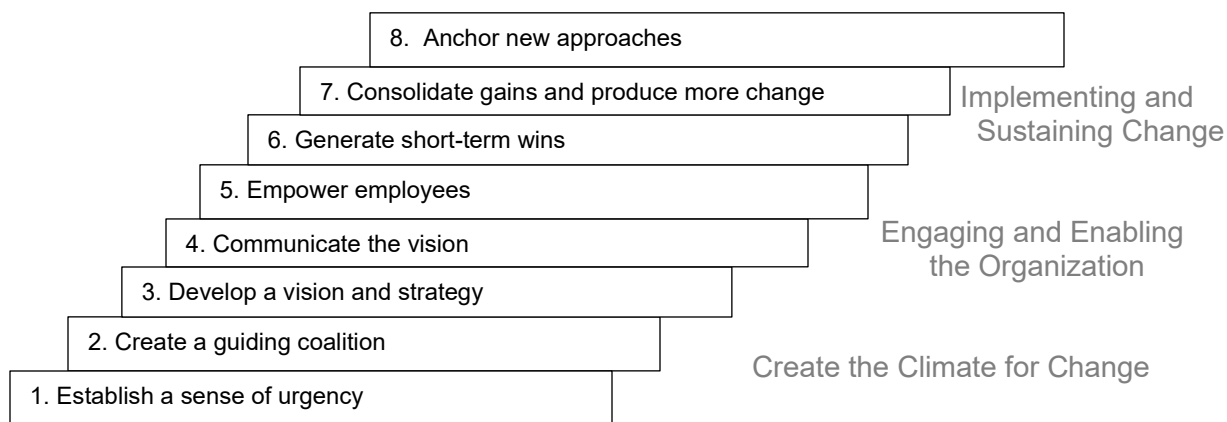 8. Anchor new approaches
7. Consolidate gains and produce more change
Implementing and
Sustaining Change
6. Generate short-term wins
5. Empower employees
4. Communicate the vision
Engaging and Enabling
the Organization
3. Develop a vision and strategy
2. Create a guiding coalition
Create the Climate for Change
1. Establish a sense of urgency